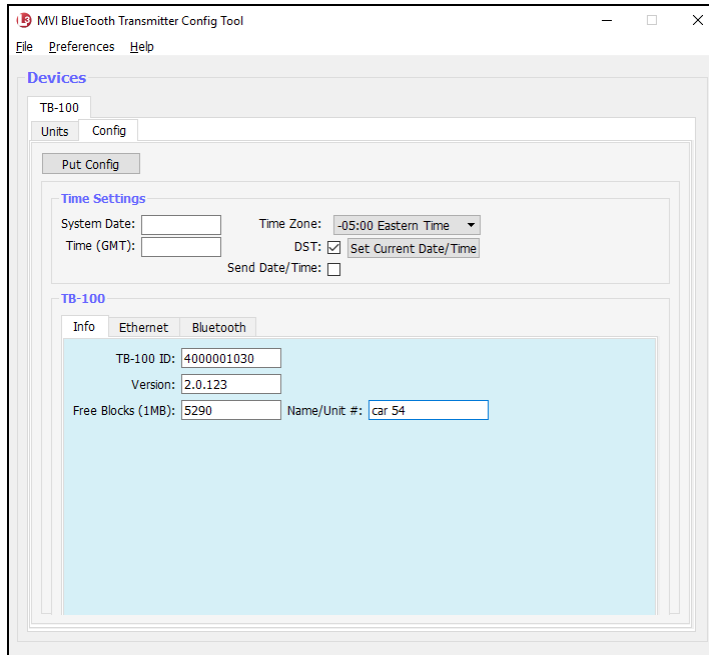 MVI BlueTooth Transmitter Config Tool
File Preferences Help
Devices
TB-100
Units Config
Put Config
Time Settings
System Date: Time Zone: -05:00 Eastern Time
Time (GMT): DST: Set Current Date/Time
Send Date/Time:
TB-100
Info Ethernet Bluetooth
TB-100 ID: 4000001030
Version: 2.0.123
Free Blocks (1MB): 5290 Name/Unit #: car 54